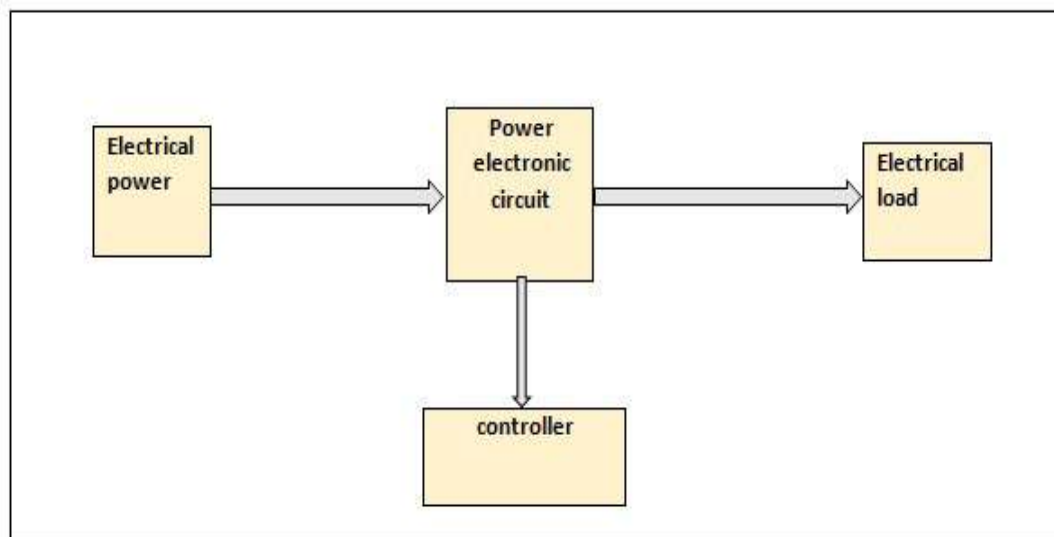 Electrical
power
Power
electronic
circuit
Electrical
load
controller